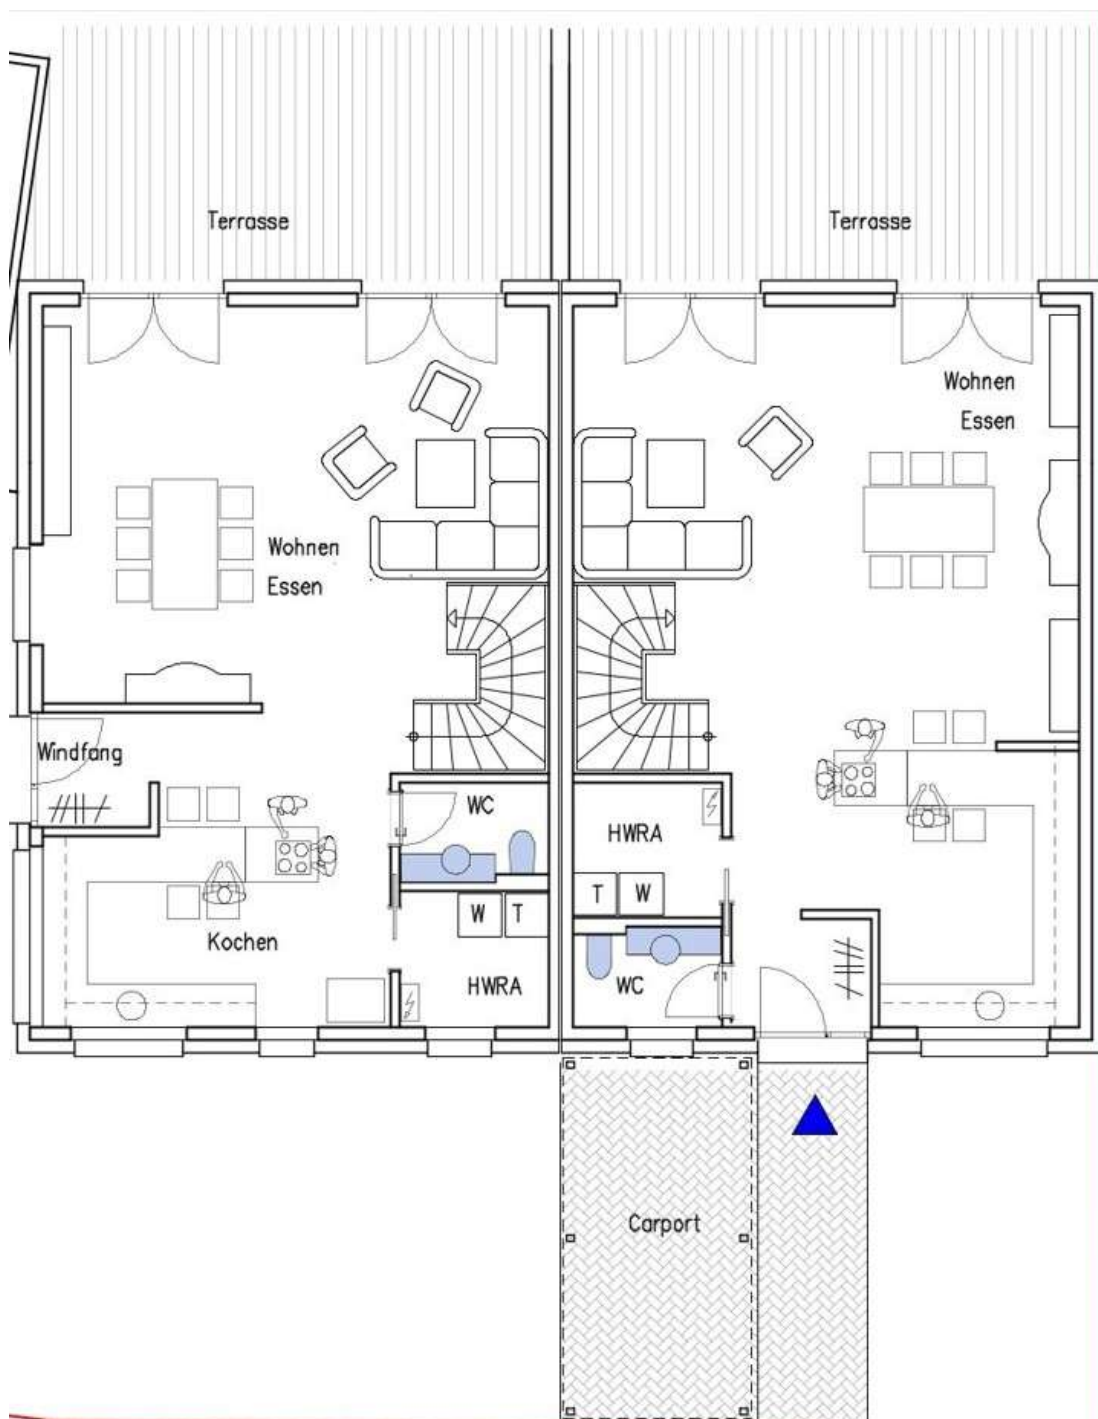 Terrasse
Terrasse
Wohnen
Essen
Wohnen
Essen
Windfang
WC
HWRA
T W
W T
Kochen
HWRA
WC
Carport